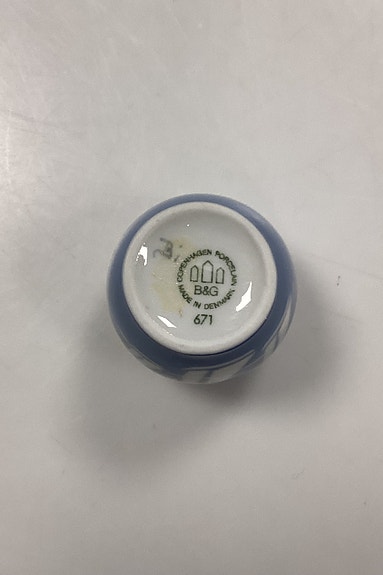 COPENHAGEN PORCELAIN
B&G
MADE IN DENMARK
671